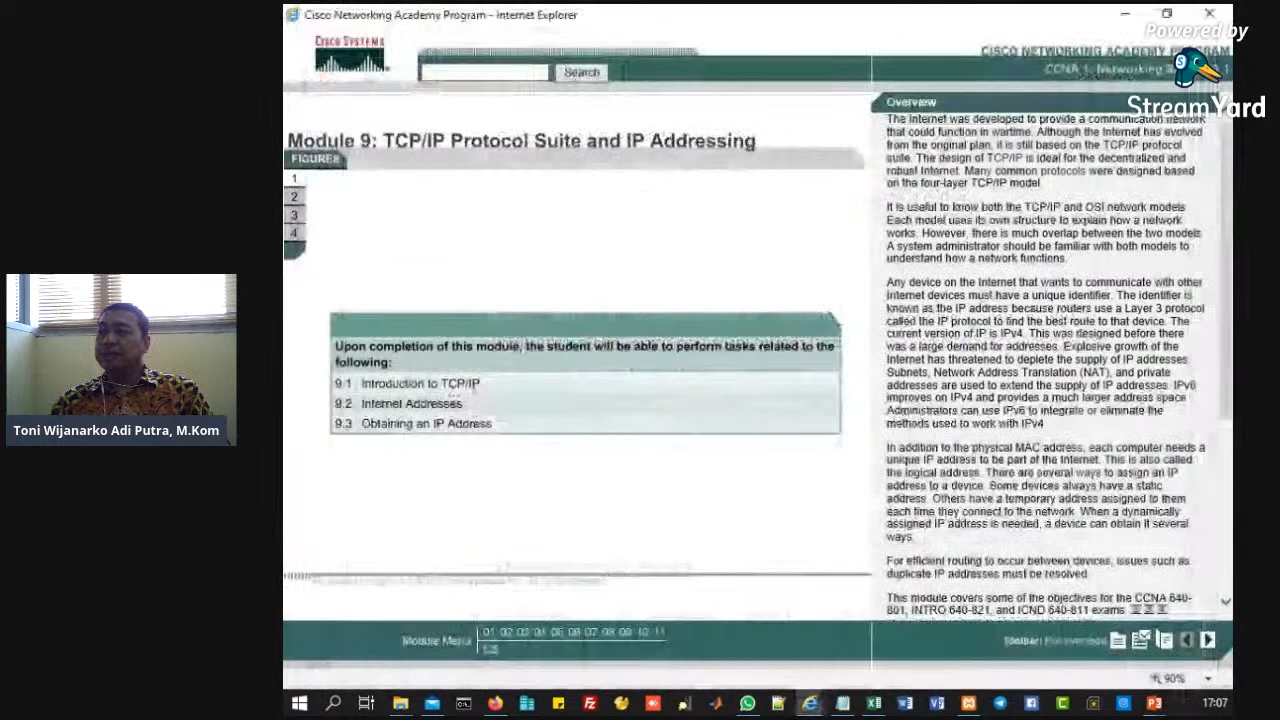 Cisco Networking Academy Program - Internet Explorer
Powered by
StreamYard
CISCO SYSTEMS
Search
CISCO NETWORKING ACADEMY PROGRAM
CCNA 1: Networking
Module 9: TCP/IP Protocol Suite and IP Addressing
FIGURES
1
2
3
4
Upon completion of this module, the student will be able to perform tasks related to the
following:
9.1 Introduction to TCP/IP
9.2 Internet Addresses
9.3 Obtaining an IP Address
Overview
The Internet was developed to provide a communication network
that could function in wartime. Although the Internet has evolved
from the original plan, it is still based on the TCP/IP protocol
suite. The design of TCP/IP is ideal for the decentralized and
robust Internet. Many common protocols were designed based
on the four-layer TCP/IP model.
It is useful to know both the TCP/IP and OSI network models.
Each model uses its own structure to explain how a network
works. However, there is much overlap between the two models.
A system administrator should be familiar with both models to
understand how a network functions.
Any device on the Internet that wants to communicate with other
Internet devices must have a unique identifier. The identifier is
known as the IP address because routers use a Layer 3 protocol
called the IP protocol to find the best route to that device. The
current version of IP is IPv4. This was designed before there
was a large demand for addresses. Explosive growth of the
Internet has threatened to deplete the supply of IP addresses.
Subnets, Network Address Translation (NAT), and private
addresses are used to extend the supply of IP addresses. IPv6
improves on IPv4 and provides a much larger address space.
Administrators can use IPv6 to integrate or eliminate the
methods used to work with IPv4.
In addition to the physical MAC address, each computer needs a
unique IP address to be part of the Internet. This is also called
the logical address. There are several ways to assign an IP
address to a device. Some devices always have a static
address. Others have a temporary address assigned to them
each time they connect to the network. When a dynamically
assigned IP address is needed, a device can obtain it several
ways.
For efficient routing to occur between devices, issues such as
duplicate IP addresses must be resolved.
This module covers some of the objectives for the CCNA 640-
801, INTRO 640-821, and ICND 640-811 exams.
Toni Wijanarko Adi Putra, M.Kom
Module Menu
01 02 03 04 05 06 07 08 09 10 11
Toolbar:
90%
17:07